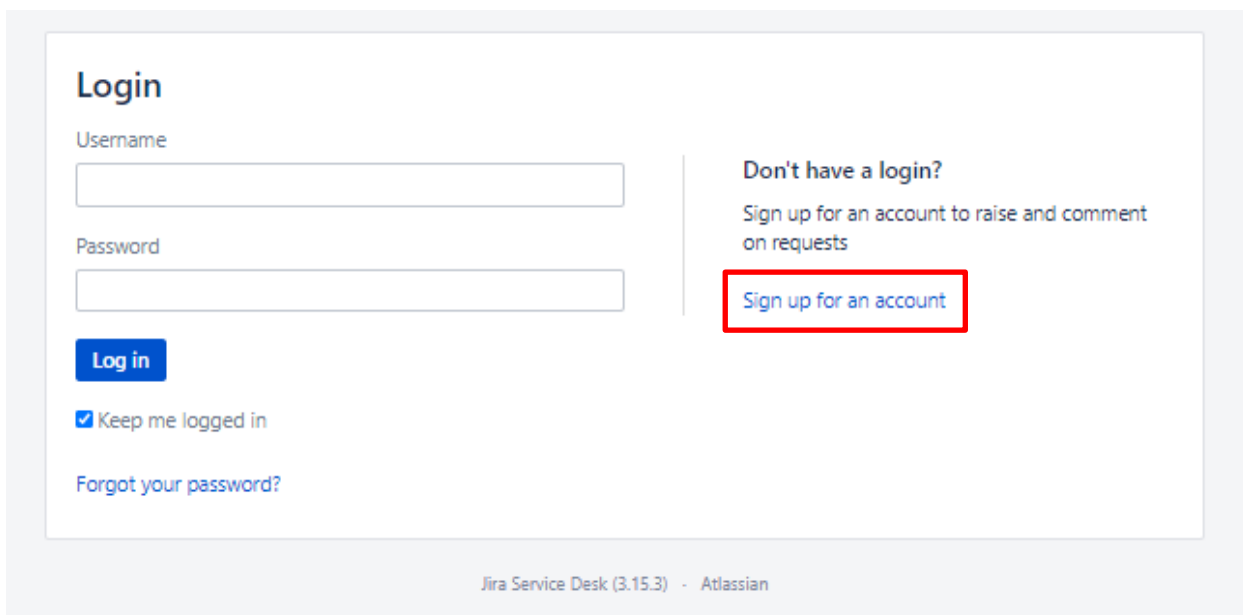 Login
Username
Password
Log in
Keep me logged in
Forgot your password?
Don't have a login?
Sign up for an account to raise and comment
on requests
Sign up for an account
Jira Service Desk (3.15.3) · Atlassian